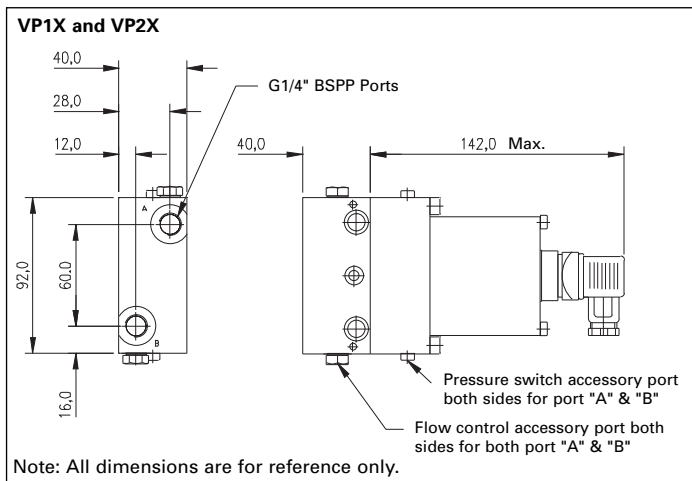 VP1X and VP2X
40,0
G1/4" BSPP Ports
28,0
12,0
40,0
142,0 Max.
A
92,0
60.0
B
16,0
Pressure switch accessory port
both sides for port "A" & "B"
Flow control accessory port both
sides for both port "A" & "B"
Note: All dimensions are for reference only.